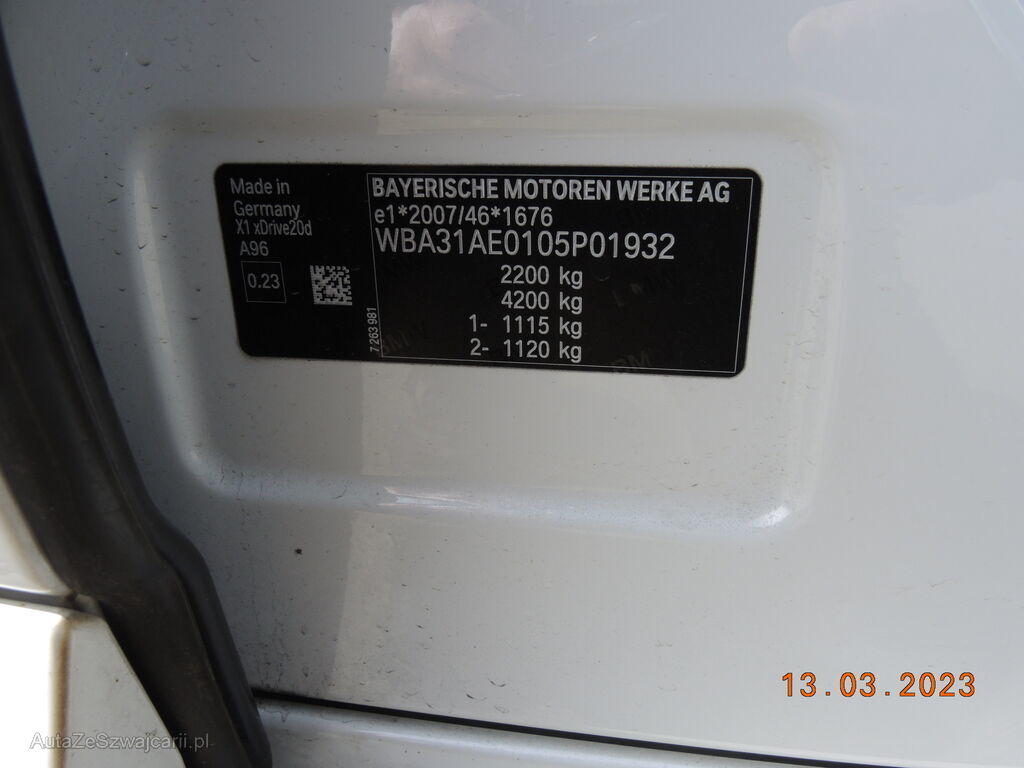 Made in
Germany
X1 xDrive20d
A96
0.23
7 263 981
BAYERISCHE MOTOREN WERKE AG
e1*2007/46*1676
WBA31AE0105P01932
2200 kg
4200 kg
1- 1115 kg
2- 1120 kg
13.03.2023
AutaZeSzwajcarii.pl